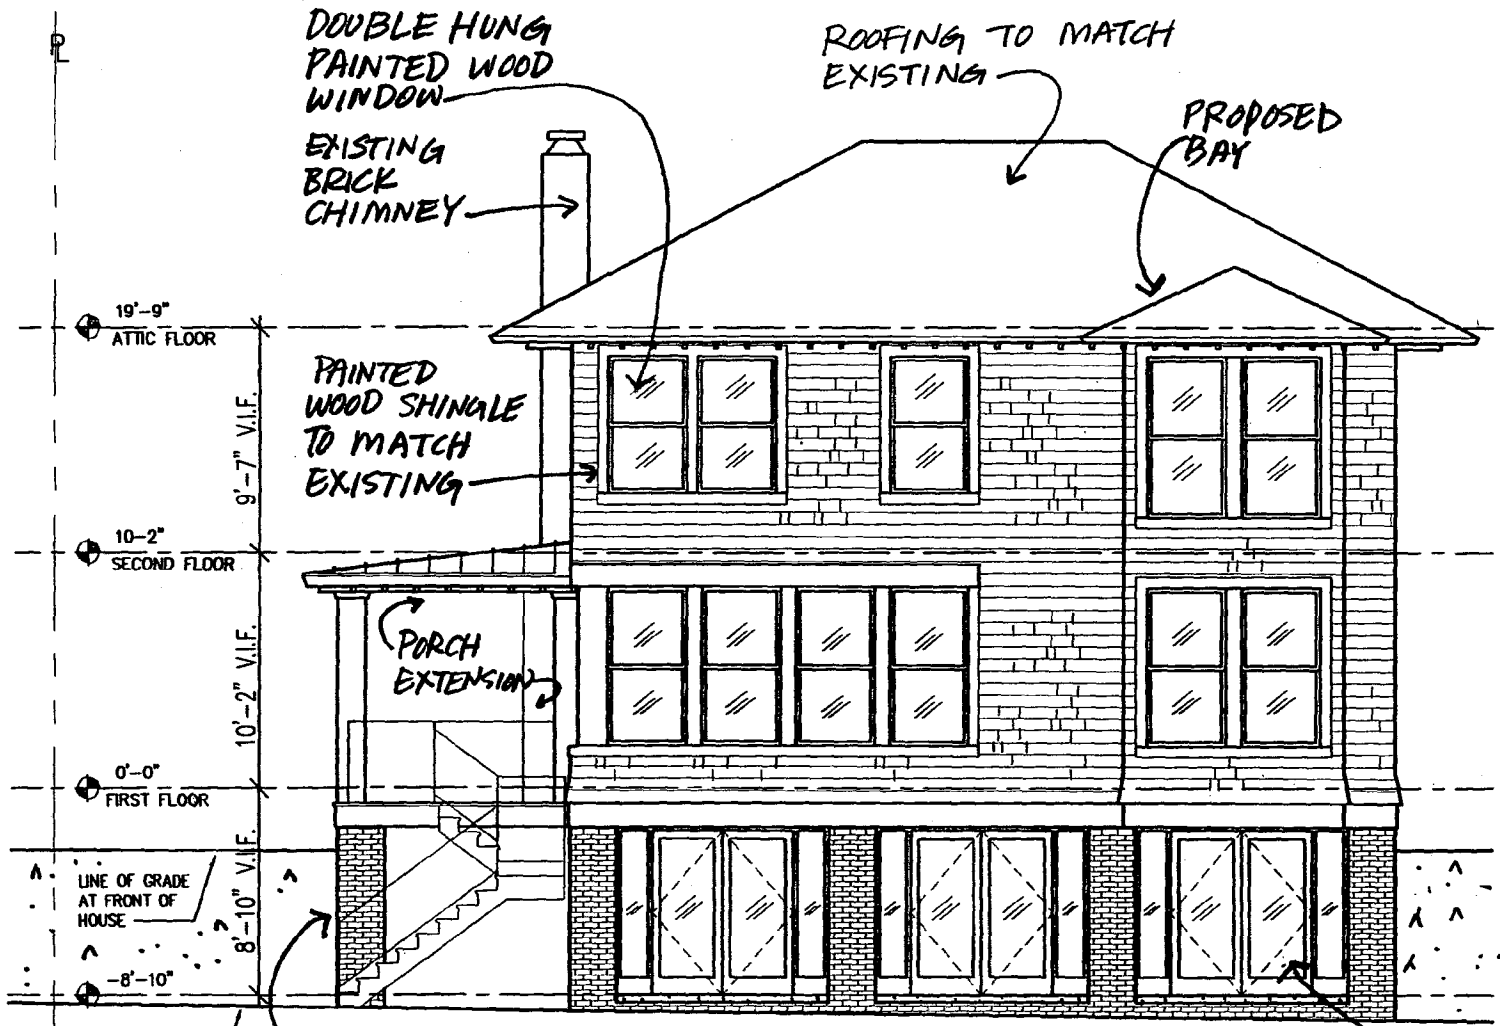 PL
DOUBLE HUNG
PAINTED WOOD
WINDOW
EXISTING
BRICK
CHIMNEY
ROOFING TO MATCH
EXISTING
PROPOSED
BAY
19'-9"
ATTIC FLOOR
PAINTED
WOOD SHINGLE
TO MATCH
EXISTING
9'-7" V.I.F.
10-2"
SECOND FLOOR
PORCH
EXTENSION
10'-2" V.I.F.
0'-0"
FIRST FLOOR
LINE OF GRADE
AT FRONT OF
HOUSE
8'-10" V.I.F.
-8'-10"